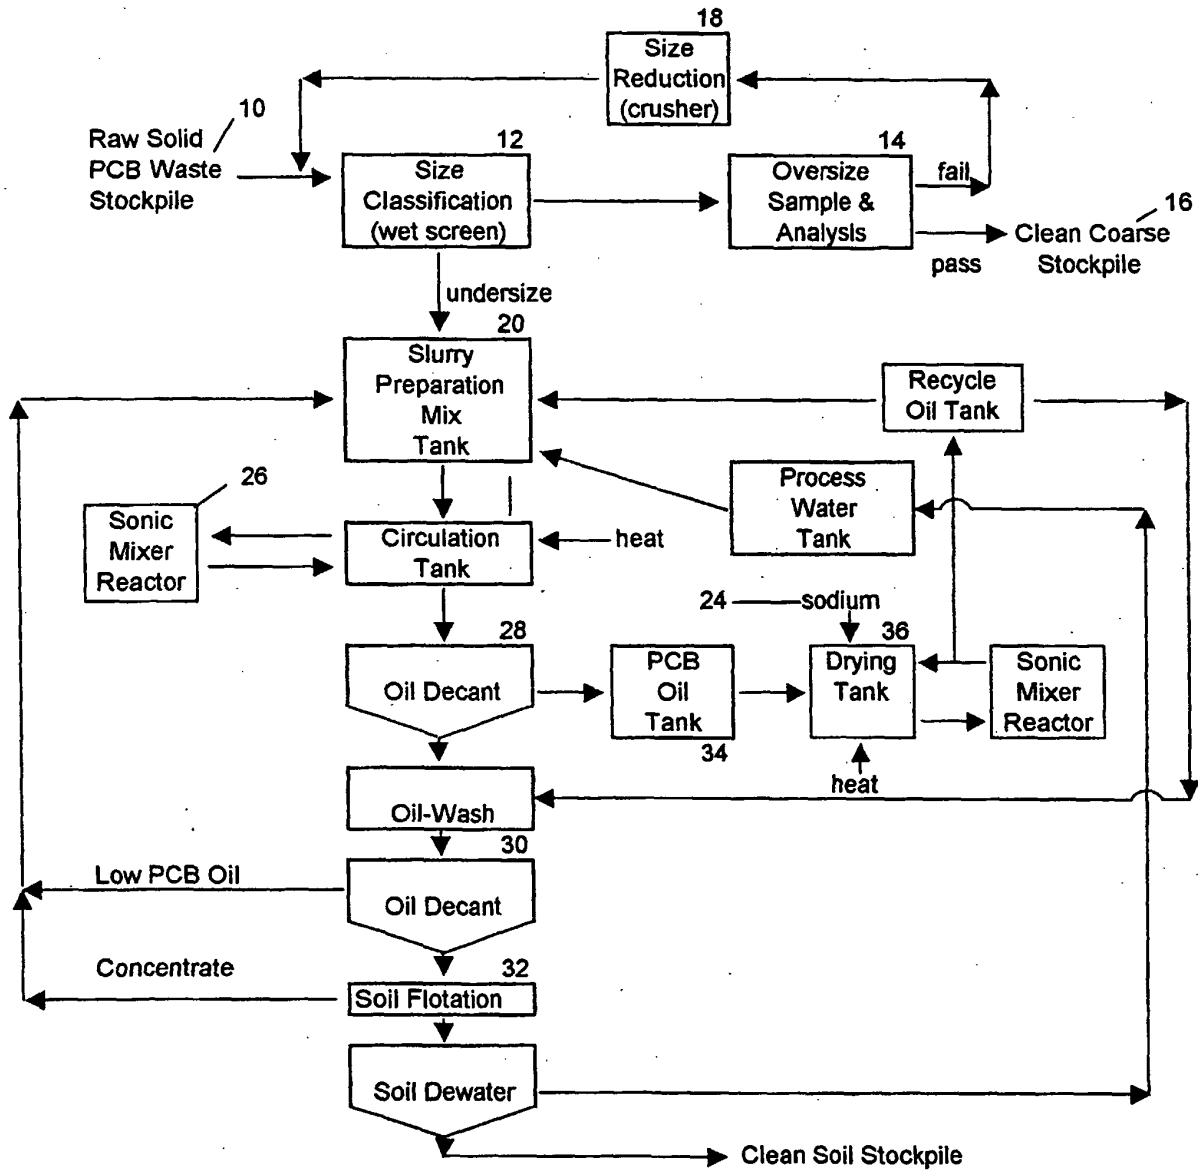 18
Size
Reduction
(crusher)
10
Raw Solid
PCB Waste
Stockpile
12
Size
Classification
(wet screen)
14
Oversize
Sample &
Analysis
fail
pass
16
Clean Coarse
Stockpile
undersize
20
Slurry
Preparation
Mix
Tank
Recycle
Oil Tank
Process
Water
Tank
26
Sonic
Mixer
Reactor
Circulation
Tank
heat
24
sodium
28
Oil Decant
PCB
Oil
Tank
34
36
Drying
Tank
Sonic
Mixer
Reactor
heat
Oil-Wash
30
Low PCB Oil
Oil Decant
Concentrate
32
Soil Flotation
Soil Dewater
Clean Soil Stockpile